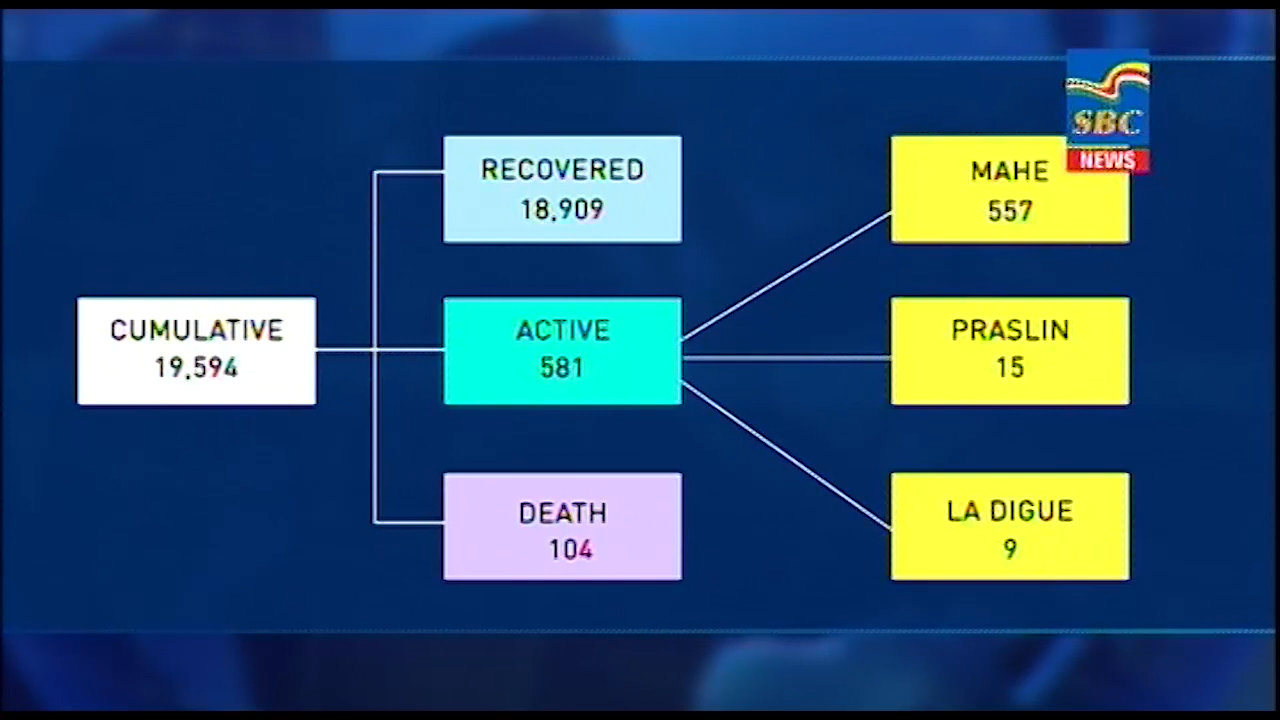 SBC
NEWS
RECOVERED
18,909
MAHE
557
CUMULATIVE
19,594
ACTIVE
581
PRASLIN
15
DEATH
104
LA DIGUE
9